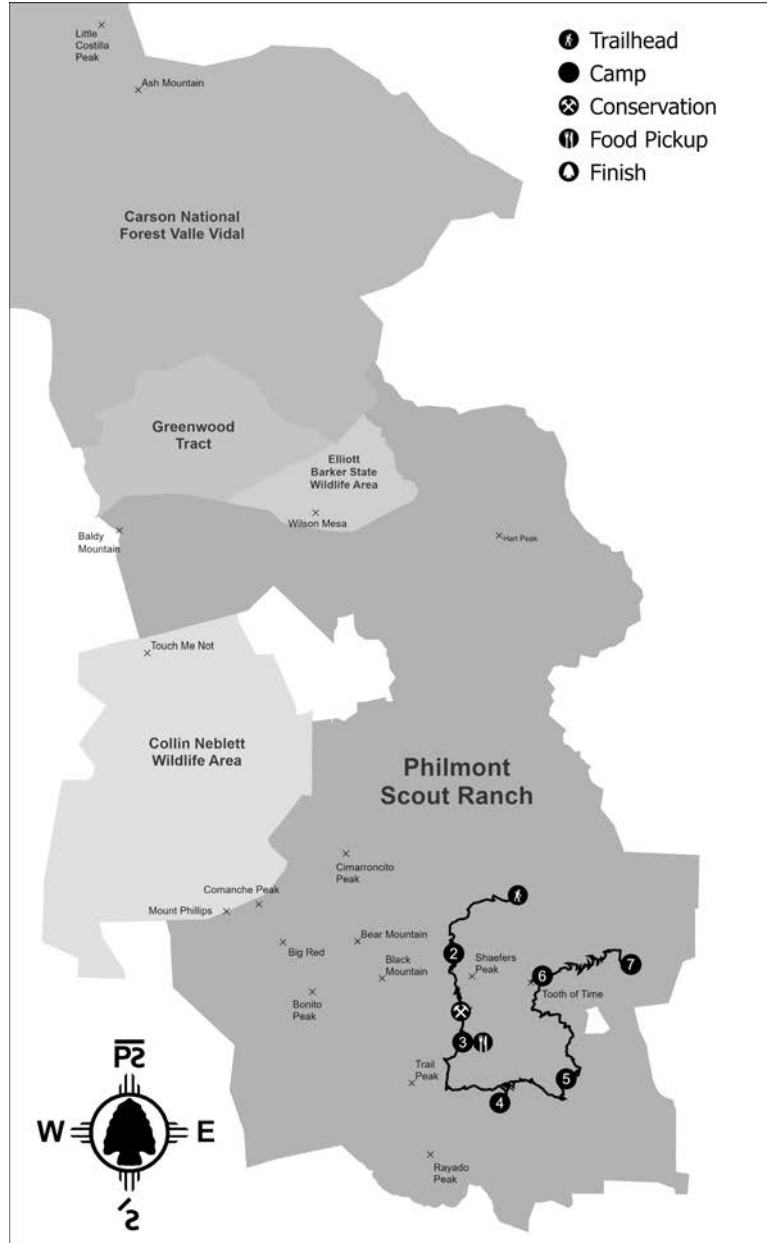 Little
Costilla
Peak
Ash Mountain
Trailhead
Camp
Conservation
Food Pickup
Finish
Carson National
Forest Valle Vidal
Greenwood
Tract
Elliott
Barker State
Wildlife Area
Wilson Mesa
Baldy
Mountain
Hart Peak
Touch Me Not
Collin Neblett
Wildlife Area
Philmont
Scout Ranch
Cimarroncito
Peak
Comanche Peak
Mount Phillips
Bear Mountain
Big Red
Black
Mountain
Shaefers
Peak
Bonito
Peak
Tooth of Time
2
6
7
3
Trail
Peak
5
4
Rayado
Peak
W
E